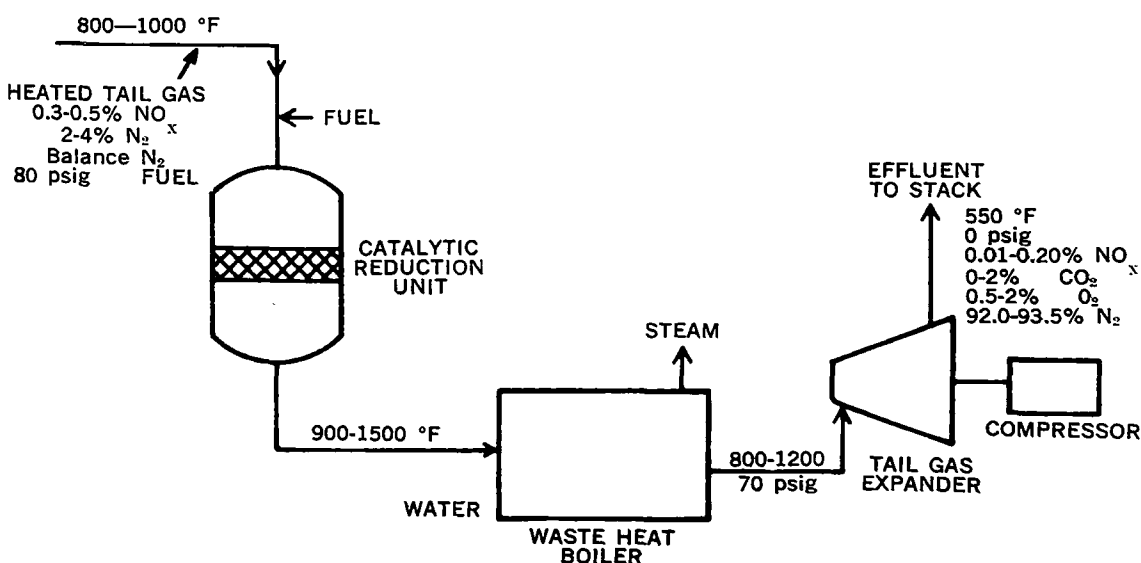 800—1000 °F
HEATED TAIL GAS
0.3-0.5% NOx
2-4% N₂
Balance N₂
80 psig FUEL
FUEL
CATALYTIC
REDUCTION
UNIT
900-1500 °F
WATER
STEAM
WASTE HEAT
BOILER
800-1200
70 psig
TAIL GAS
EXPANDER
COMPRESSOR
EFFLUENT
TO STACK
550 °F
0 psig
0.01-0.20% NOx
0-2% CO₂
0.5-2% O₂
92.0-93.5% N₂